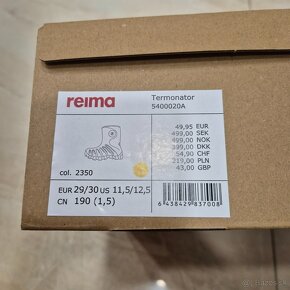 reima
Termonator
5400020A
49,95 EUR
499,00 SEK
499,00 NOK
399,00 DKK
54,90 CHF
219,00 PLN
43,00 GBP
col. 2350
EUR 29/30 US 11,5/12,5
CN 190 (1,5)
6438429837008